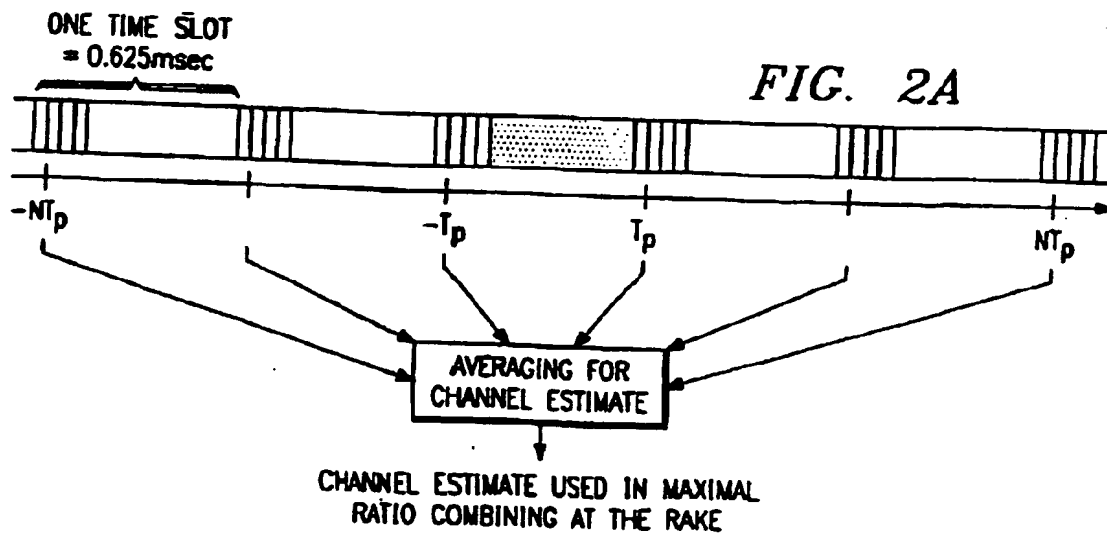 ONE TIME SLOT
= 0.625msec
FIG. 2A
-NTp
-Tp
Tp
NTp
AVERAGING FOR
CHANNEL ESTIMATE
CHANNEL ESTIMATE USED IN MAXIMAL
RATIO COMBINING AT THE RAKE